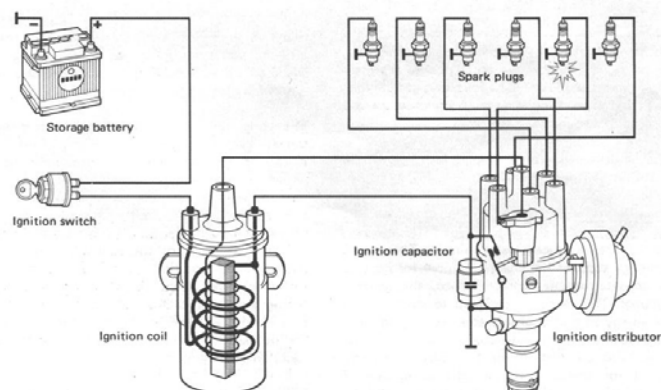 Spark plugs
Storage battery
Ignition switch
Ignition capacitor
Ignition coil
Ignition distributor